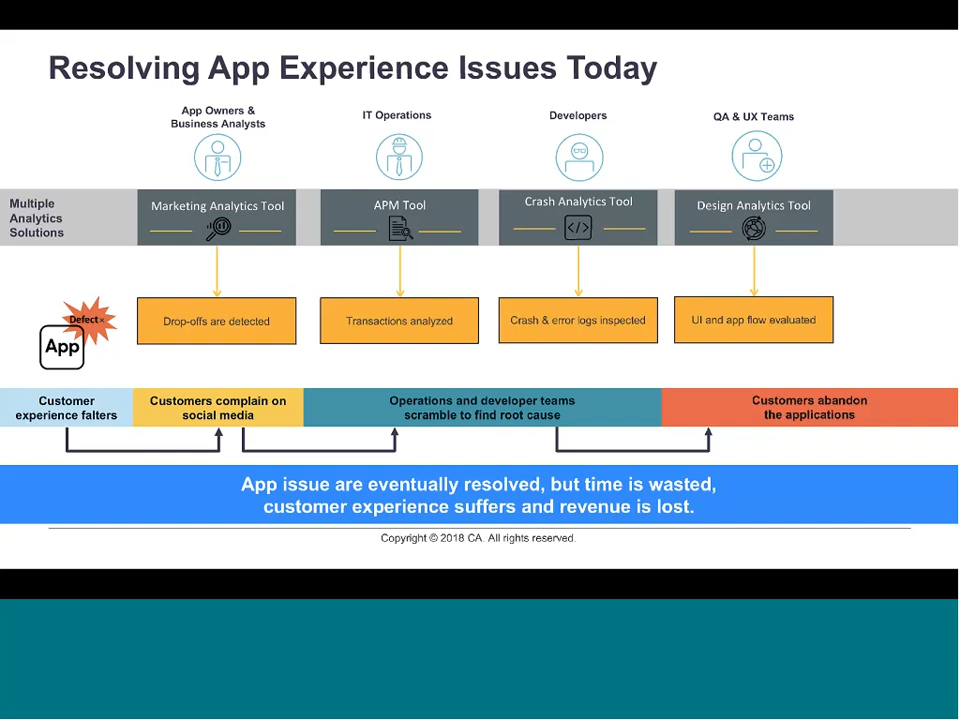 Resolving App Experience Issues Today
App Owners &
Business Analysts
IT Operations
Developers
QA & UX Teams
Multiple
Analytics
Solutions
Marketing Analytics Tool
APM Tool
Crash Analytics Tool
</>
Design Analytics Tool
Defect×
App
Drop-offs are detected
Transactions analyzed
Crash & error logs inspected
UI and app flow evaluated
Customer
experience falters
Customers complain on
social media
Operations and developer teams
scramble to find root cause
Customers abandon
the applications
App issue are eventually resolved, but time is wasted,
customer experience suffers and revenue is lost.
Copyright © 2018 CA. All rights reserved.